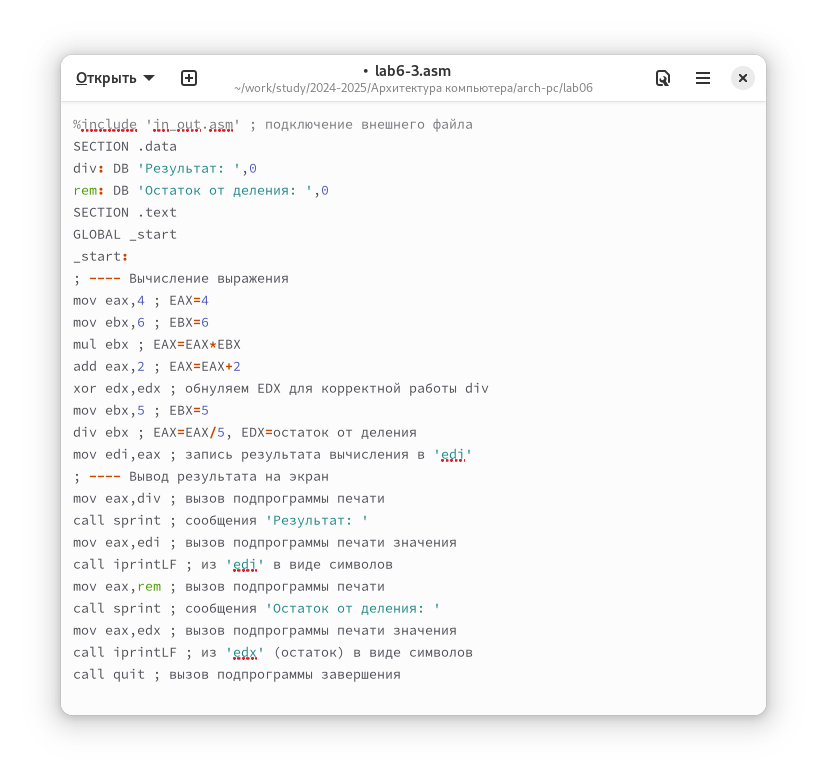 Открыть
• lab6-3.asm
~/work/study/2024-2025/Архитектура компьютера/arch-pc/lab06
%include 'in_out.asm' ; подключение внешнего файла
SECTION .data
div: DB 'Результат: ',0
rem: DB 'Остаток от деления: ',0
SECTION .text
GLOBAL _start
_start:
; ---- Вычисление выражения
mov eax,4 ; EAX=4
mov ebx,6 ; EBX=6
mul ebx ; EAX=EAX*EBX
add eax,2 ; EAX=EAX+2
xor edx,edx ; обнуляем EDX для корректной работы div
mov ebx,5 ; EBX=5
div ebx ; EAX=EAX/5, EDX=остаток от деления
mov edi,eax ; запись результата вычисления в 'edi'
; ---- Вывод результата на экран
mov eax,div ; вызов подпрограммы печати
call sprint ; сообщения 'Результат: '
mov eax,edi ; вызов подпрограммы печати значения
call iprintLF ; из 'edi' в виде символов
mov eax,rem ; вызов подпрограммы печати
call sprint ; сообщения 'Остаток от деления: '
mov eax,edx ; вызов подпрограммы печати значения
call iprintLF ; из 'edx' (остаток) в виде символов
call quit ; вызов подпрограммы завершения